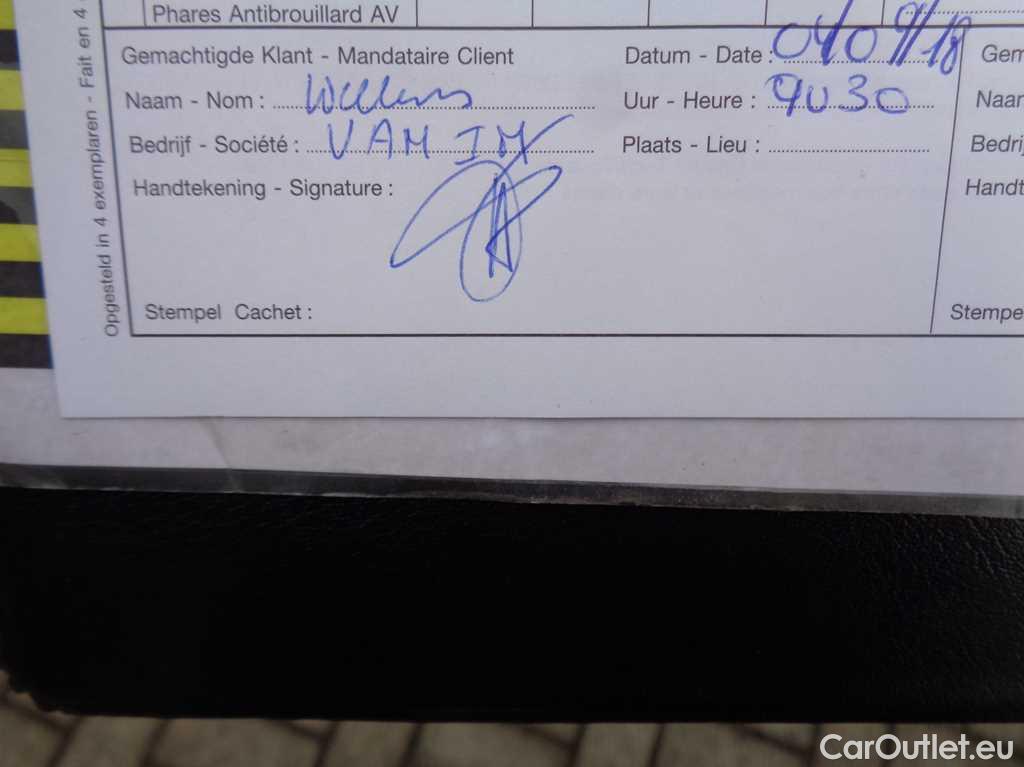 Phares Antibrouillard AV
Gemachtigde Klant - Mandataire Client Datum - Date : 04/09/18 Gem
Naam - Nom : Willems Uur - Heure : 9U30 Naar
Bedrijf - Société : VAM IM Plaats - Lieu : Bedrij
Handtekening - Signature : Handt
Stempel Cachet : Stempe
Opgesteld in 4 exemplaren - Fait en 4
CarOutlet.eu